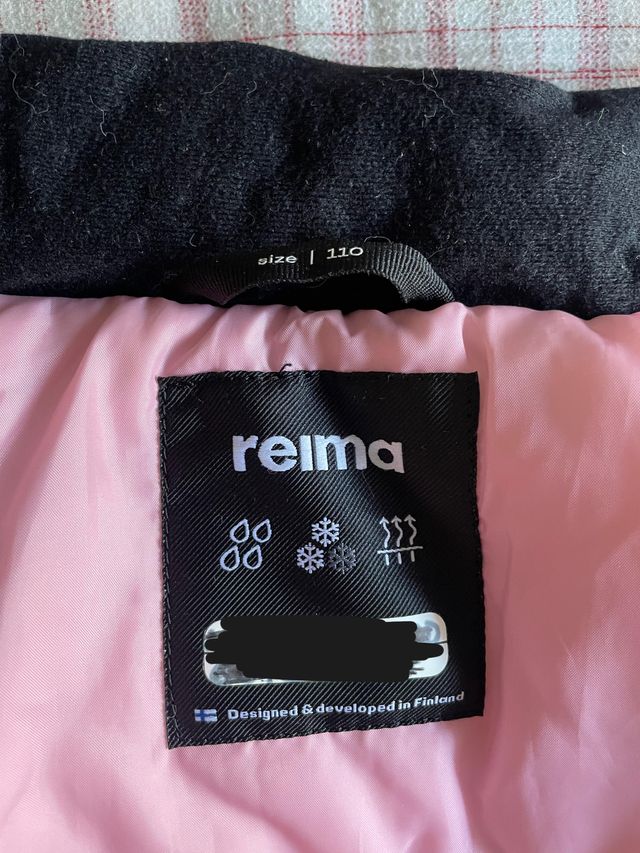 size | 110
reima
Designed & developed in Finland